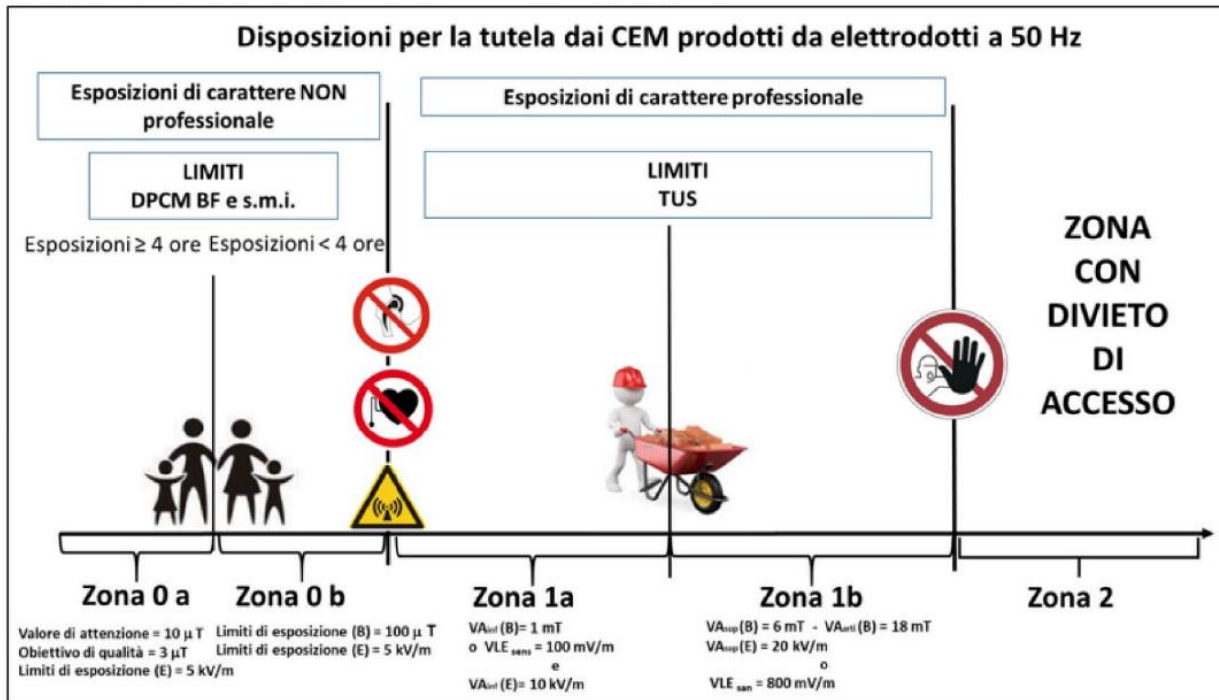 Disposizioni per la tutela dai CEM prodotti da elettrodotti a 50 Hz
Esposizioni di carattere NON
professionale
Esposizioni di carattere professionale
LIMITI
DPCM BF e s.m.i.
LIMITI
TUS
Esposizioni ≥ 4 ore
Esposizioni < 4 ore
ZONA
CON
DIVIETO
DI
ACCESSO
Zona 0 a
Valore di attenzione = 10 μ T
Obiettivo di qualità = 3 μT
Limiti di esposizione (E) = 5 kV/m
Zona 0 b
Limiti di esposizione (B) = 100 μ T
Limiti di esposizione (E) = 5 kV/m
Zona 1a
VAinf (B)= 1 mT
o VLE sens = 100 mV/m
e
VAinf (E)= 10 kV/m
Zona 1b
VAsup (B) = 6 mT - VAarti (B) = 18 mT
VAsup (E) = 20 kV/m
o
VLE san = 800 mV/m
Zona 2